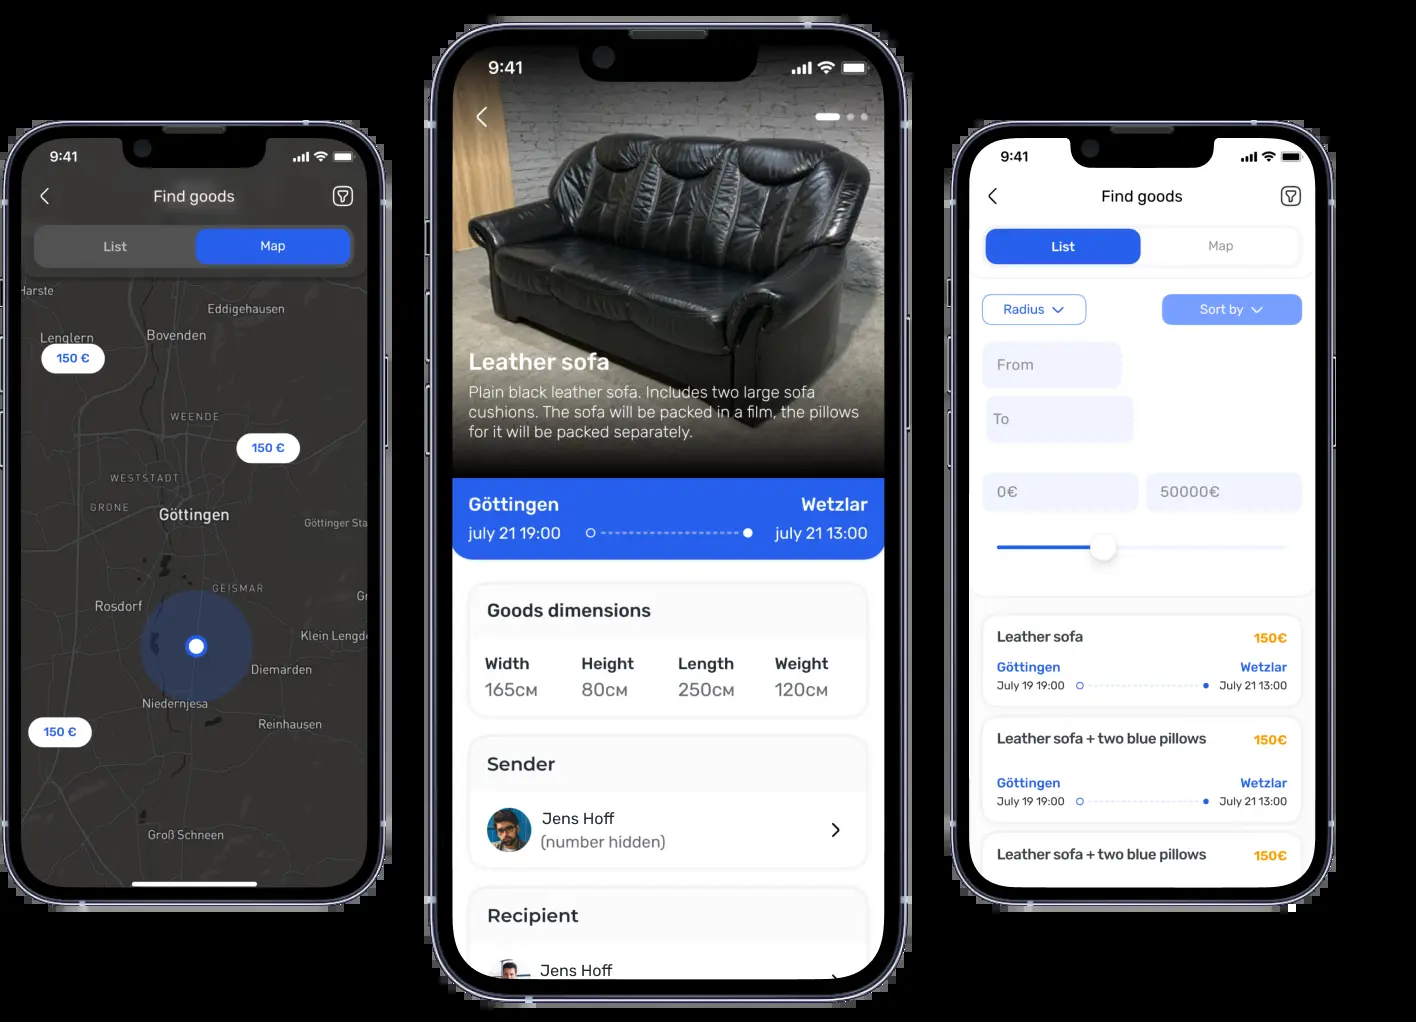 9:41
Find goods
List
Map
Harste
Eddigehausen
Lenglern
Bovenden
150 €
WEENDE
150 €
WESTSTADT
GRONE
Göttingen
Göttinger Sta
GEISMAR
Rosdorf
Gr
Klein Lengd
Diemarden
Niedernjesa
Reinhausen
150 €
Groß Schneen
9:41
Leather sofa
Plain black leather sofa. Includes two large sofa
cushions. The sofa will be packed in a film, the pillows
for it will be packed separately.
Göttingen
Wetzlar
july 21 19:00
july 21 13:00
Goods dimensions
Width Height Length Weight
165см 80см 250см 120см
Sender
Jens Hoff
(number hidden)
Recipient
Jens Hoff
9:41
Find goods
List
Map
Radius
Sort by
From
To
0€
50000€
Leather sofa
150€
Göttingen
Wetzlar
July 19 19:00
July 21 13:00
Leather sofa + two blue pillows
150€
Göttingen
Wetzlar
July 19 19:00
July 21 13:00
Leather sofa + two blue pillows
150€